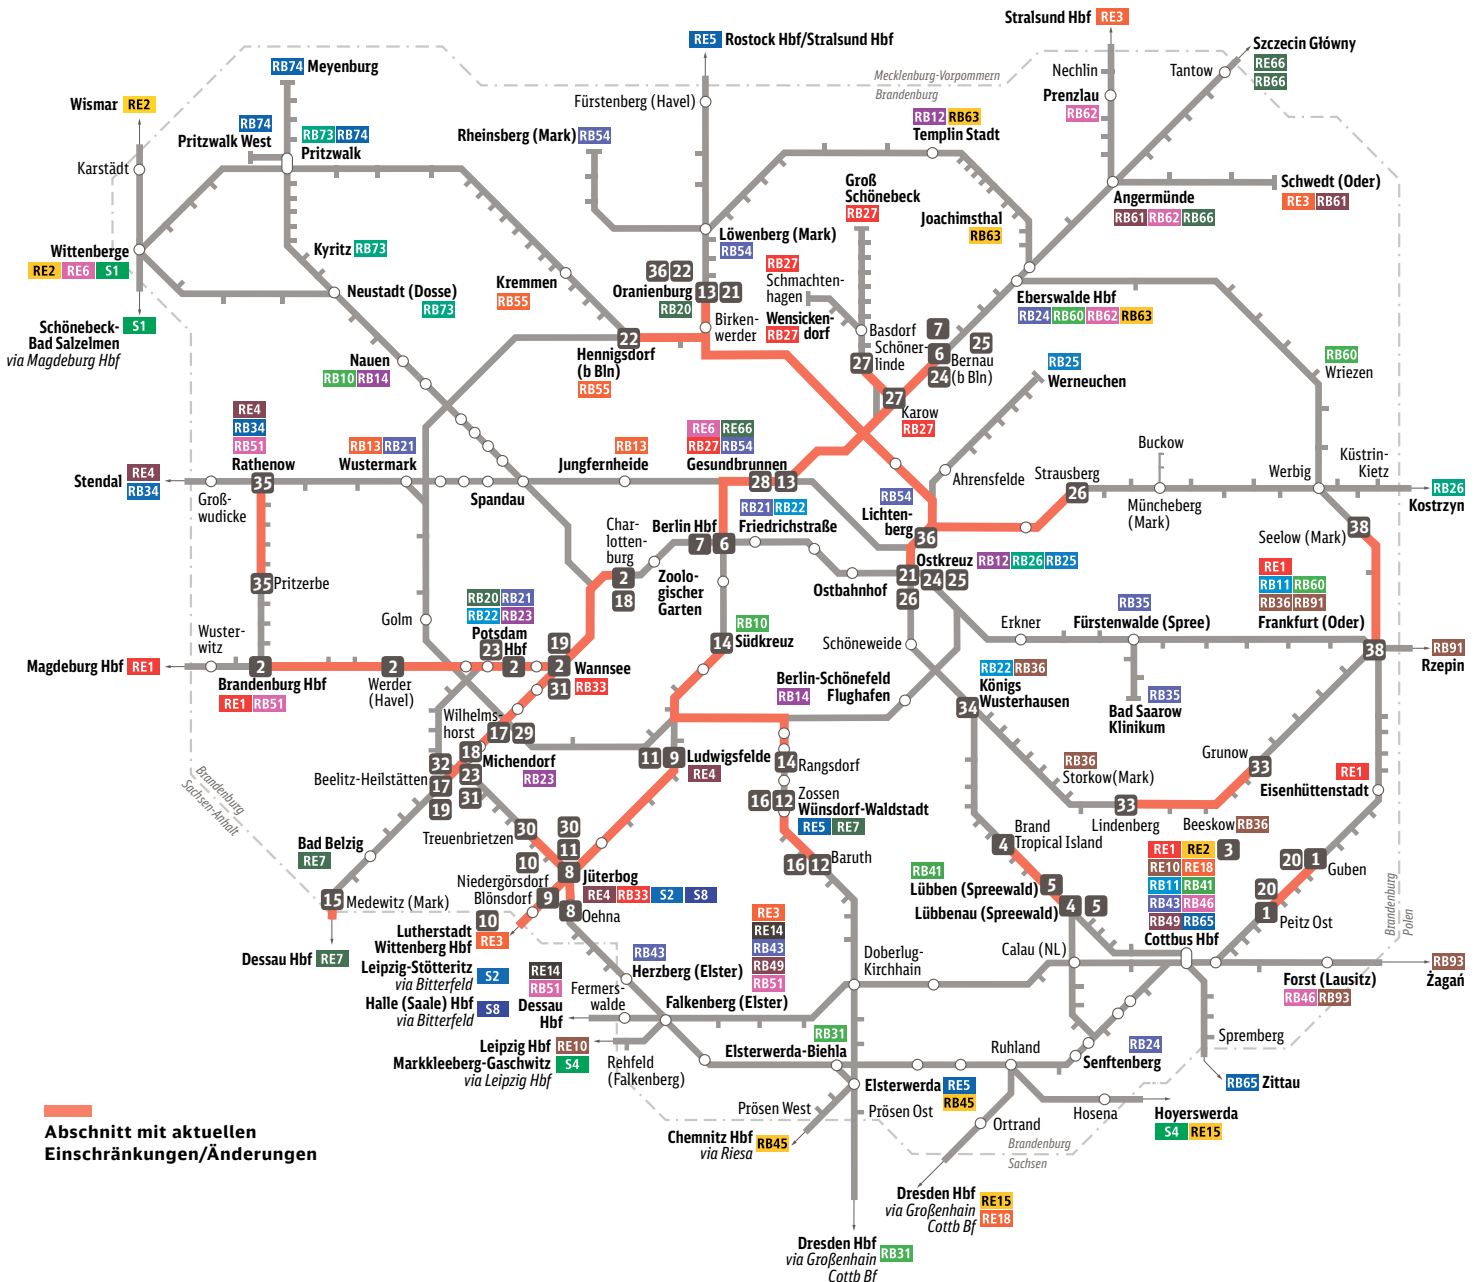 Stralsund Hbf RE3
RE5 Rostock Hbf/Stralsund Hbf
Szczecin Główny
RE66
RB66
Nechlin
Tantow
Mecklenburg-Vorpommern
Brandenburg
RB74 Meyenburg
Prenzlau
RB62
Wismar RE2
Fürstenberg (Havel)
RB74
Pritzwalk West
RB73 RB74
Pritzwalk
Rheinsberg (Mark) RB54
RB12 RB63
Templin Stadt
Karstädt
Groß
Schönebeck
RB27
Angermünde
RB61 RB62 RB66
Schwedt (Oder)
RE3 RB61
Joachimsthal
RB63
Wittenberge
RE2 RE6 S1
Kyritz RB73
Löwenberg (Mark)
RB54
36 22
Oranienburg
RB20
13 21
RB27
Schmachten-
hagen
Wensicken-
dorf
RB27
Kremmen
RB55
Neustadt (Dosse)
RB73
Eberswalde Hbf
RB24 RB60 RB62 RB63
Schönebeck-
Bad Salzelmen
via Magdeburg Hbf
S1
Birken-
werder
Basdorf
Schöner-
linde
27
7
6
24
25
Bernau
(b Bln)
22
Hennigsdorf
(b Bln)
RB55
Nauen
RB10 RB14
RB25
Werneuchen
RB60
Wriezen
27
Karow
RB27
RE4
RB34
RB51
Rathenow
35
RB13 RB21
Wustermark
RB13
Jungfernheide
RE6 RE66
RB27 RB54
Gesundbrunnen
28 13
Stendal RE4
RB34
Groß-
wudicke
Spandau
Ahrensfelde
Strausberg
26
Buckow
Müncheberg
(Mark)
Werbig
Küstrin-
Kietz
RB26
Kostrzyn
RB54
Lichten-
berg
36
RB21 RB22
Friedrichstraße
Berlin Hbf
7 6
Char-
lotten-
burg
2
18
Zoolo-
gischer
Garten
Ostbahnhof
Ostkreuz RB12 RB26 RB25
21 24 25
26
38
Seelow (Mark)
35 Pritzerbe
RE1
RB11 RB60
RB36 RB91
Frankfurt (Oder)
38
RB91
Rzepin
Golm
RB20 RB21
RB22 RB23
Potsdam
Hbf
23
2
19
2
31
Wannsee
RB33
RB10
Südkreuz
14
Schöneweide
Erkner
RB35
Fürstenwalde (Spree)
Wuster-
witz
Magdeburg Hbf RE1
2
Brandenburg Hbf
RE1 RB51
2
Werder
(Havel)
Berlin-Schönefeld
Flughafen
RB14
RB22 RB36
Königs
Wusterhausen
34
RB35
Bad Saarow
Klinikum
Wilhelms-
horst
17 29
18
Michendorf
RB23
23
31
32
Beelitz-Heilstätten
17
19
11 9 Ludwigsfelde
RE4
14
Rangsdorf
Grunow
33
RB36
Storkow(Mark)
33
Lindenberg
Beeskow RB36
RE1
Eisenhüttenstadt
Brandenburg
Sachsen-Anhalt
16 12
Zossen
Wünsdorf-Waldstadt
RE5 RE7
Treuenbrietzen
30
30
11
8
10
Niedergörsdorf
Blönsdorf
9
8
Oehna
Jüterbog
RE4 RB33 S2 S8
16 12
Baruth
Brand
Tropical Island
4
5
RB41
Lübben (Spreewald)
Lübbenau (Spreewald)
4 5
RE1 RE2 3
RE10 RE18
RB11 RB41
RB43 RB46
RB49 RB65
Cottbus Hbf
20 1
Guben
20
1
Peitz Ost
Brandenburg
Polen
Bad Belzig
RE7
15
Medewitz (Mark)
Dessau Hbf RE7
10
Lutherstadt
Wittenberg Hbf
RE3
Leipzig-Stötteritz
via Bitterfeld
S2
Halle (Saale) Hbf
via Bitterfeld
S8
RB43
Herzberg (Elster)
RE3
RE14
RB43
RB49
RB51
Falkenberg (Elster)
Doberlug-
Kirchhain
Calau (NL)
Forst (Lausitz)
RB46 RB93
RB93
Żagań
RE14
RB51
Dessau
Hbf
Fermers-
walde
Spremberg
RB65 Zittau
Leipzig Hbf RE10
Markkleeberg-Gaschwitz
via Leipzig Hbf
S4
Rehfeld
(Falkenberg)
RB31
Elsterwerda-Biehla
Ruhland
RB24
Senftenberg
Elsterwerda RE5
RB45
Prösen West
Prösen Ost
Ortrand
Hosena
Hoyerswerda
S4 RE15
Chemnitz Hbf
via Riesa
RB45
Brandenburg
Sachsen
Abschnitt mit aktuellen
Einschränkungen/Änderungen
Dresden Hbf
via Großenhain
Cottb Bf
RE15
RE18
Dresden Hbf
via Großenhain
Cottb Bf
RB31